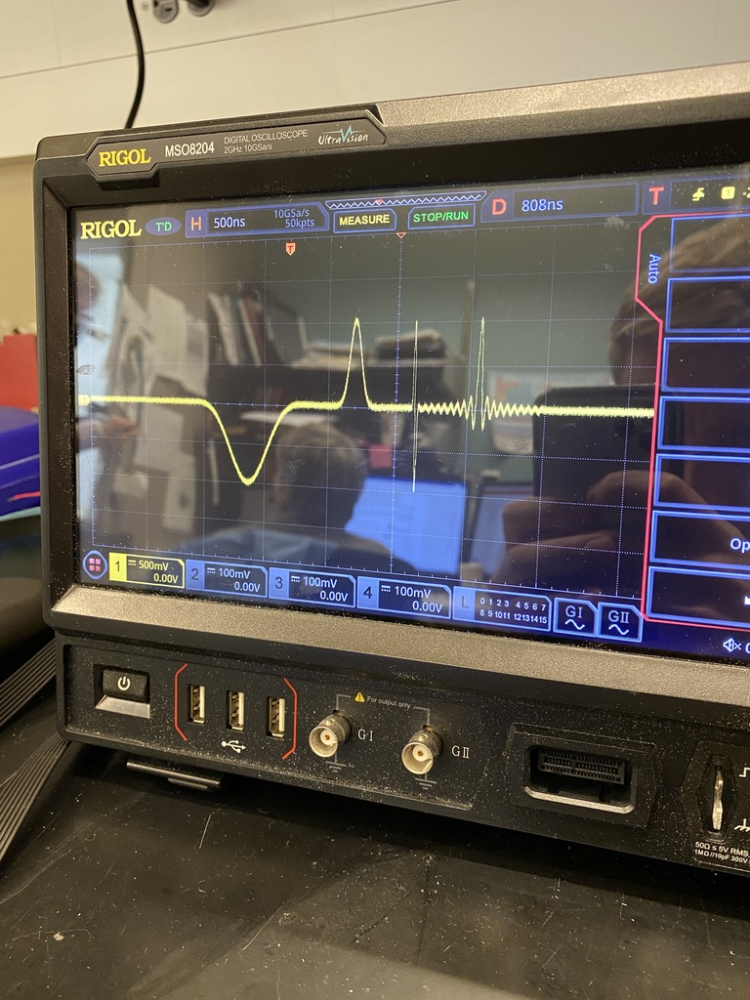 RIGOL MSO8204 DIGITAL OSCILLOSCOPE
2GHz 10GSa/s
UltraVision
RIGOL T'D H 500ns 10GSa/s
50kpts
MEASURE STOP/RUN D 808ns T
Auto
T
1 500mV
0.00V
2 100mV
0.00V
3 100mV
0.00V
4 100mV
0.00V
L 0 1 2 3 4 5 6 7
8 9 10 11 12 13 14 15
GI GII
Op
For output only
GI GII
50Ω ≤ 5V RMS
1MΩ//19pF 300V